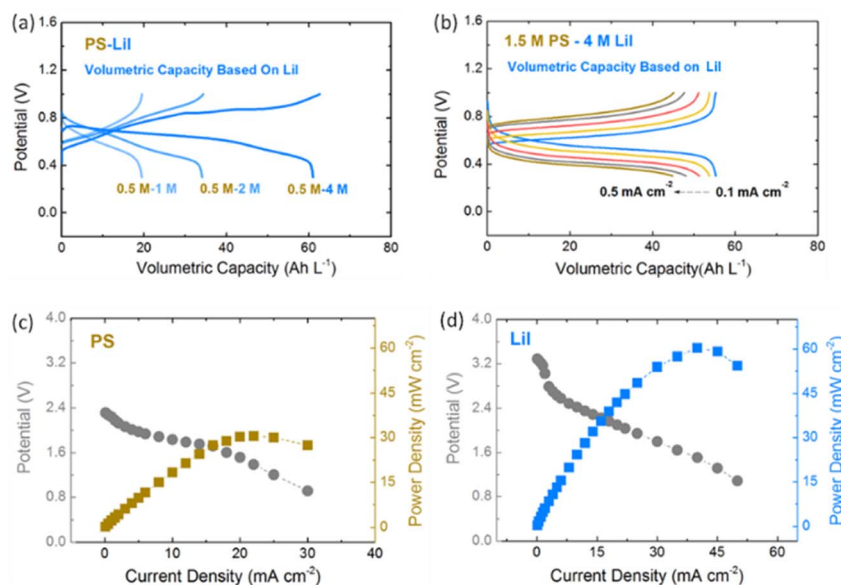 (a)
PS-LiI
Volumetric Capacity Based On LiI
0.5 M-1 M 0.5 M-2 M 0.5 M-4 M
Potential (V)
1.6
1.2
0.8
0.4
0.0
0 20 40 60 80
Volumetric Capacity (Ah L⁻¹)
(b)
1.5 M PS - 4 M LiI
Volumetric Capacity Based on LiI
0.5 mA cm⁻² 0.1 mA cm⁻²
Potential (V)
1.6
1.2
0.8
0.4
0.0
0 20 40 60 80
Volumetric Capacity(Ah L⁻¹)
(c)
PS
Potential (V)
4.0
3.2
2.4
1.6
0.8
0.0
0 10 20 30 40
Current Density (mA cm⁻²)
60
45
30
15
0
Power Density (mW cm⁻²)
(d)
LiI
Potential (V)
4.0
3.2
2.4
1.6
0.8
0.0
0 15 30 45 60
Current Density (mA cm⁻²)
60
45
30
15
0
Power Density (mW cm⁻²)